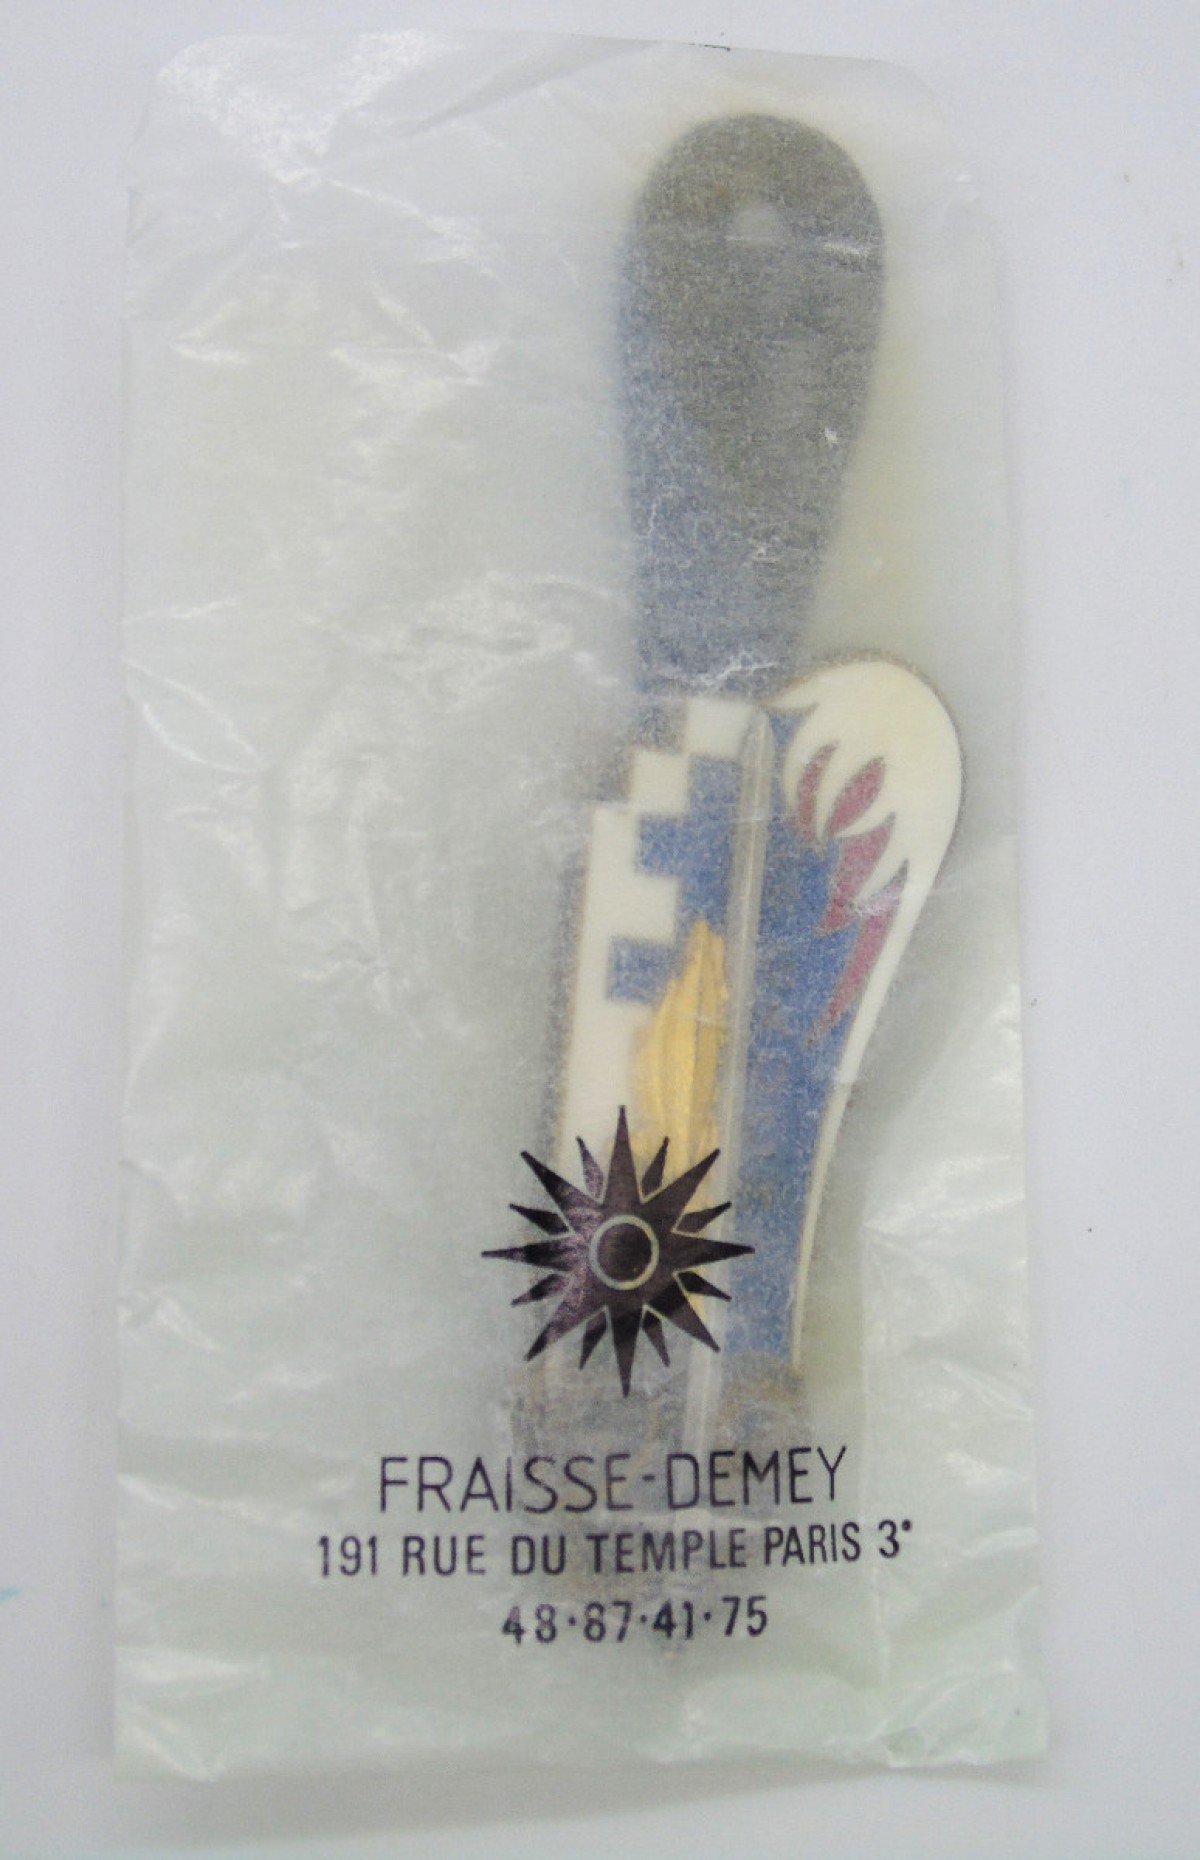 FRAISSE-DEMEY
191 RUE DU TEMPLE PARIS 3°
48·87·41·75